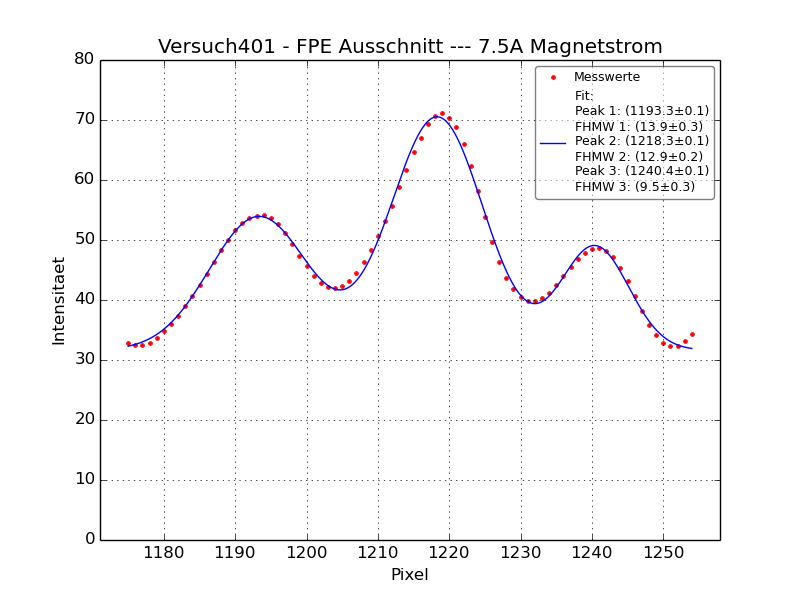 Versuch401 - FPE Ausschnitt --- 7.5A Magnetstrom
Messwerte
Fit:
Peak 1: (1193.3±0.1)
FHMW 1: (13.9±0.3)
Peak 2: (1218.3±0.1)
FHMW 2: (12.9±0.2)
Peak 3: (1240.4±0.1)
FHMW 3: (9.5±0.3)
Intensitaet
80
70
60
50
40
30
20
10
0
1180 1190 1200 1210 1220 1230 1240 1250
Pixel